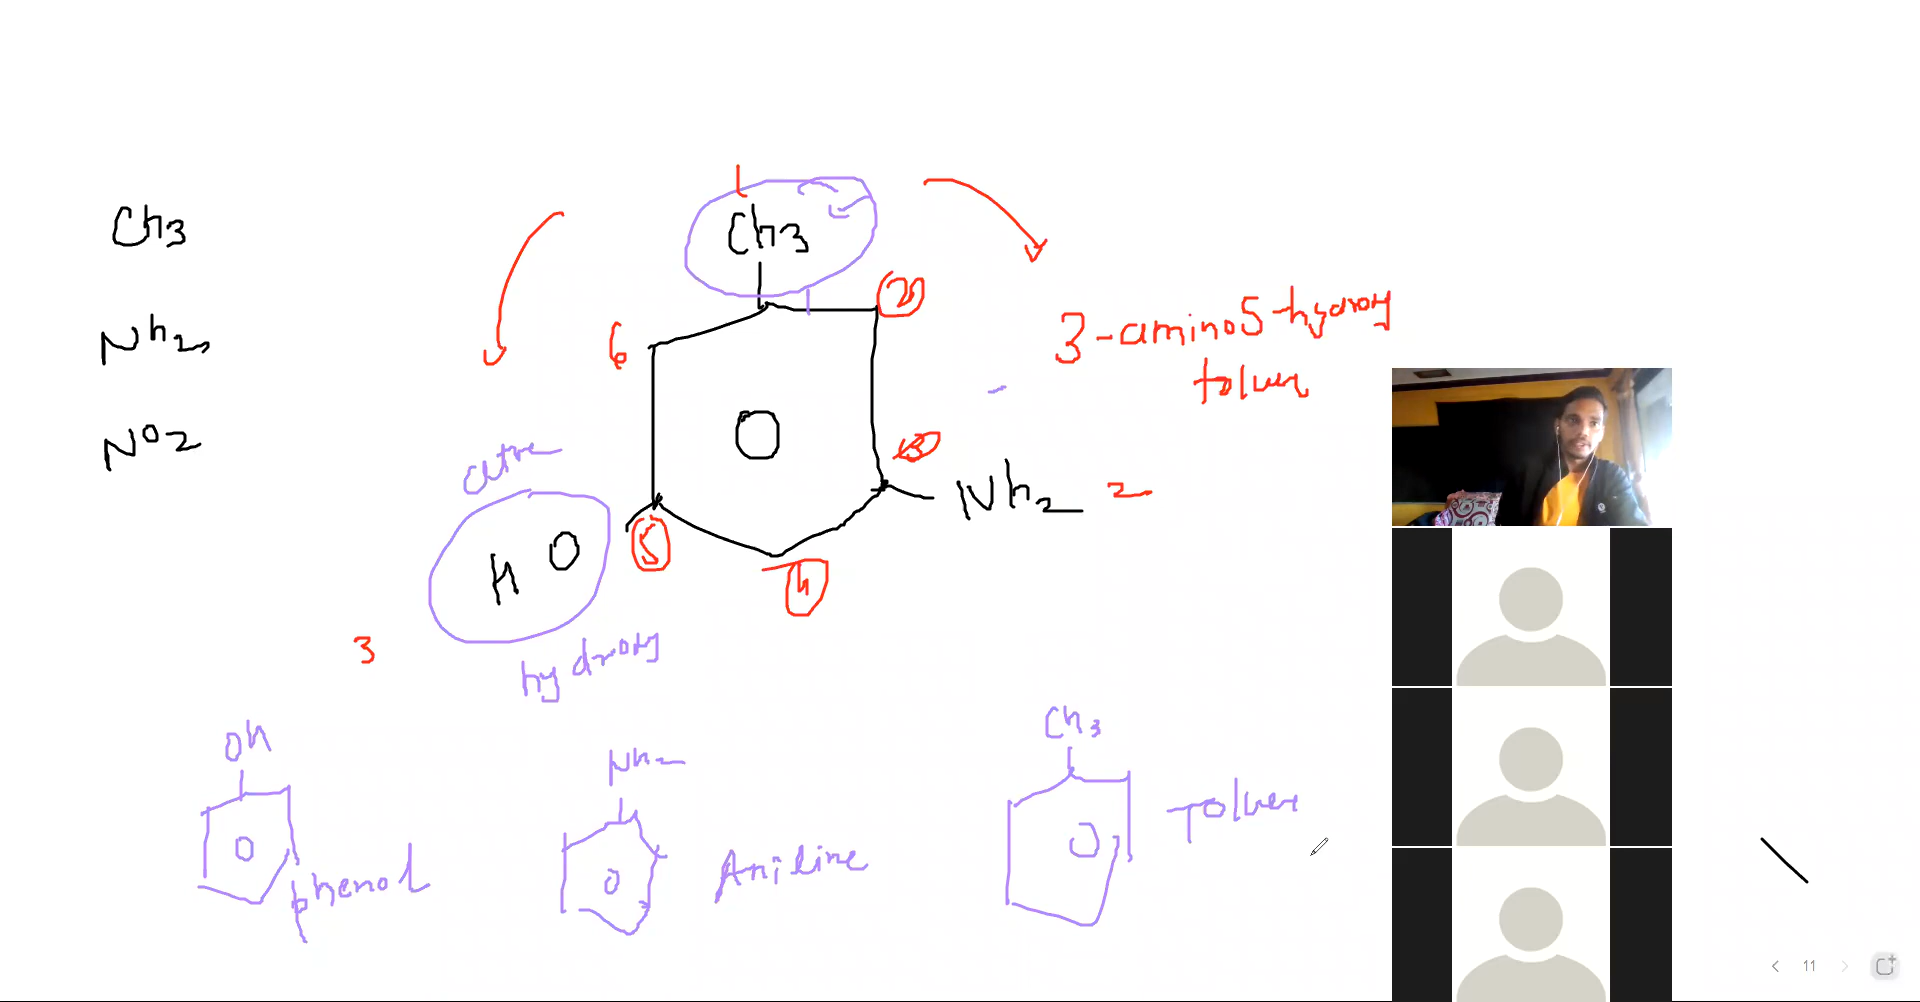 1
Ch3
Ch3
2
3-amino5-hydroxy
toluen
6
Nh2
NO2
3
Nh2 2
HO
5
4
3
hydroxy
Oh
Nh2
Ch3
phenol
Aniline
Toluen
11